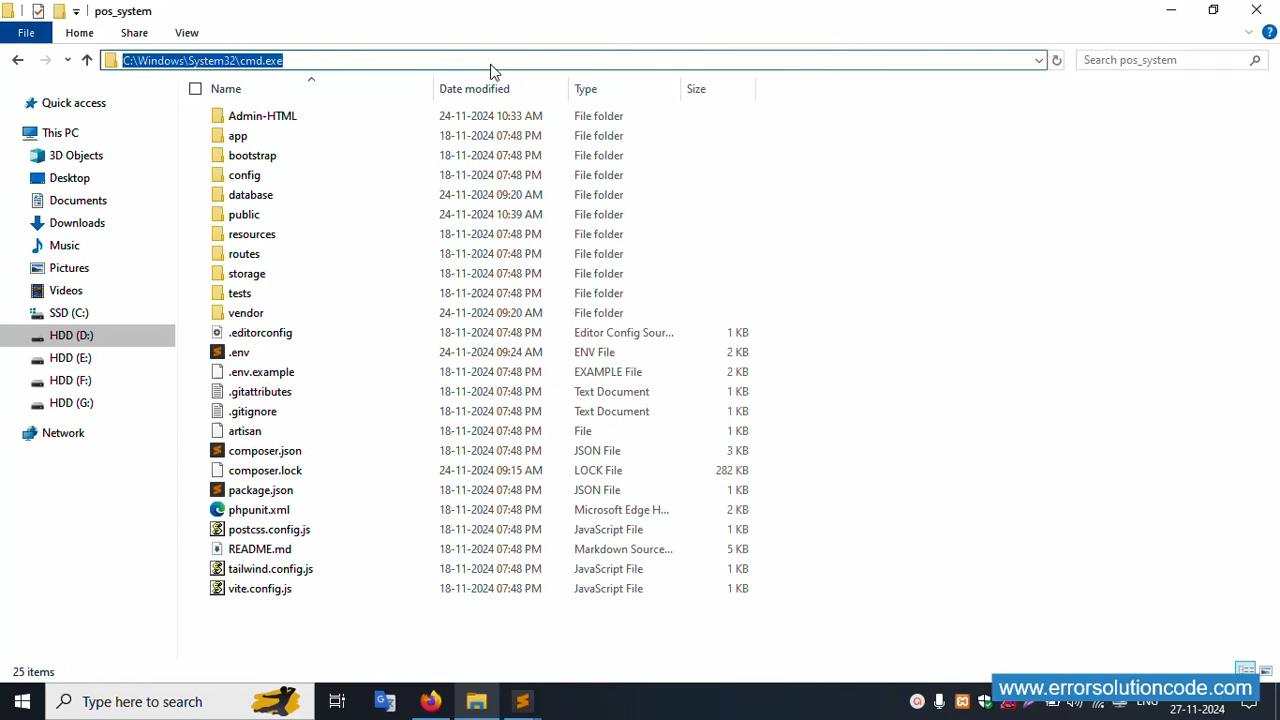 pos_system
File Home Share View
C:\Windows\System32\cmd.exe
Search pos_system
Name Date modified Type Size
Quick access
This PC
3D Objects
Desktop
Documents
Downloads
Music
Pictures
Videos
SSD (C:)
HDD (D:)
HDD (E:)
HDD (F:)
HDD (G:)
Network
Admin-HTML 24-11-2024 10:33 AM File folder
app 18-11-2024 07:48 PM File folder
bootstrap 18-11-2024 07:48 PM File folder
config 18-11-2024 07:48 PM File folder
database 24-11-2024 09:20 AM File folder
public 24-11-2024 10:39 AM File folder
resources 18-11-2024 07:48 PM File folder
routes 18-11-2024 07:48 PM File folder
storage 18-11-2024 07:48 PM File folder
tests 18-11-2024 07:48 PM File folder
vendor 24-11-2024 09:20 AM File folder
.editorconfig 18-11-2024 07:48 PM Editor Config Sour... 1 KB
.env 24-11-2024 09:24 AM ENV File 2 KB
.env.example 18-11-2024 07:48 PM EXAMPLE File 2 KB
.gitattributes 18-11-2024 07:48 PM Text Document 1 KB
.gitignore 18-11-2024 07:48 PM Text Document 1 KB
artisan 18-11-2024 07:48 PM File 1 KB
composer.json 18-11-2024 07:48 PM JSON File 3 KB
composer.lock 24-11-2024 09:15 AM LOCK File 282 KB
package.json 18-11-2024 07:48 PM JSON File 1 KB
phpunit.xml 18-11-2024 07:48 PM Microsoft Edge H... 2 KB
postcss.config.js 18-11-2024 07:48 PM JavaScript File 1 KB
README.md 18-11-2024 07:48 PM Markdown Source... 5 KB
tailwind.config.js 18-11-2024 07:48 PM JavaScript File 1 KB
vite.config.js 18-11-2024 07:48 PM JavaScript File 1 KB
25 items
Type here to search
www.errorsolutioncode.com
ENG
27-11-2024